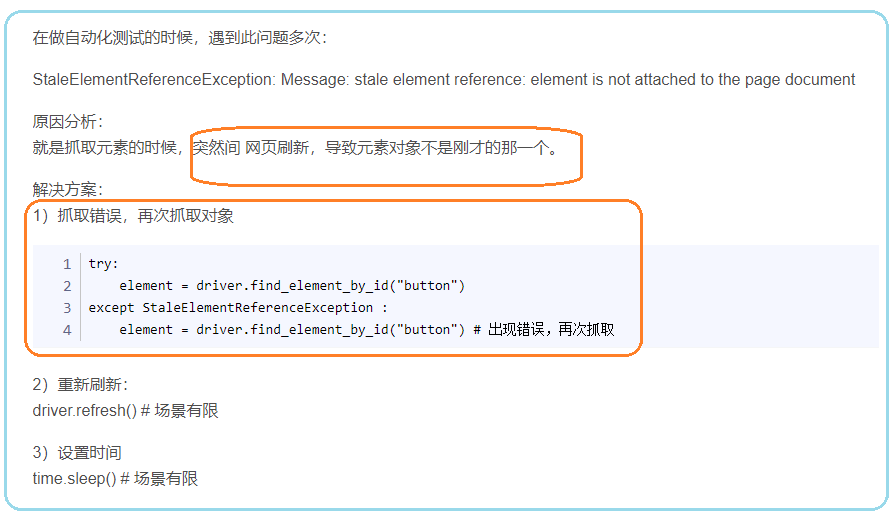 在做自动化测试的时候，遇到此问题多次：
StaleElementReferenceException: Message: stale element reference: element is not attached to the page document
原因分析：
就是抓取元素的时候，突然间 网页刷新，导致元素对象不是刚才的那一个。
解决方案：
1）抓取错误，再次抓取对象
1 try:
2     element = driver.find_element_by_id("button")
3 except StaleElementReferenceException :
4     element = driver.find_element_by_id("button") # 出现错误，再次抓取
2）重新刷新：
driver.refresh() # 场景有限
3）设置时间
time.sleep() # 场景有限